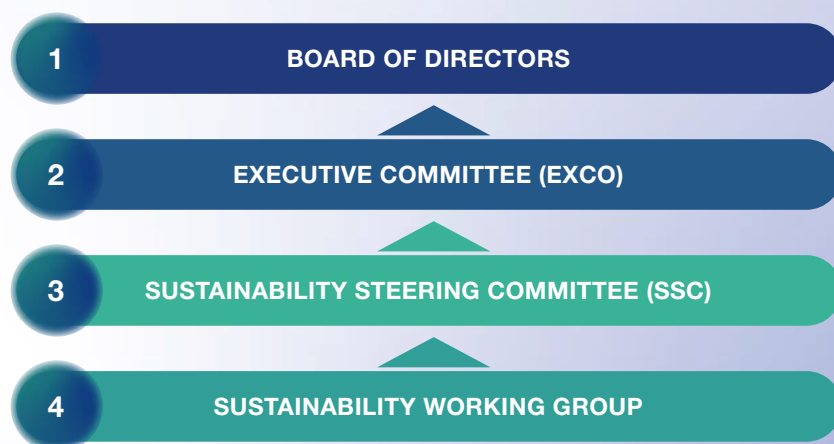 1
BOARD OF DIRECTORS
2
EXECUTIVE COMMITTEE (EXCO)
3
SUSTAINABILITY STEERING COMMITTEE (SSC)
4
SUSTAINABILITY WORKING GROUP